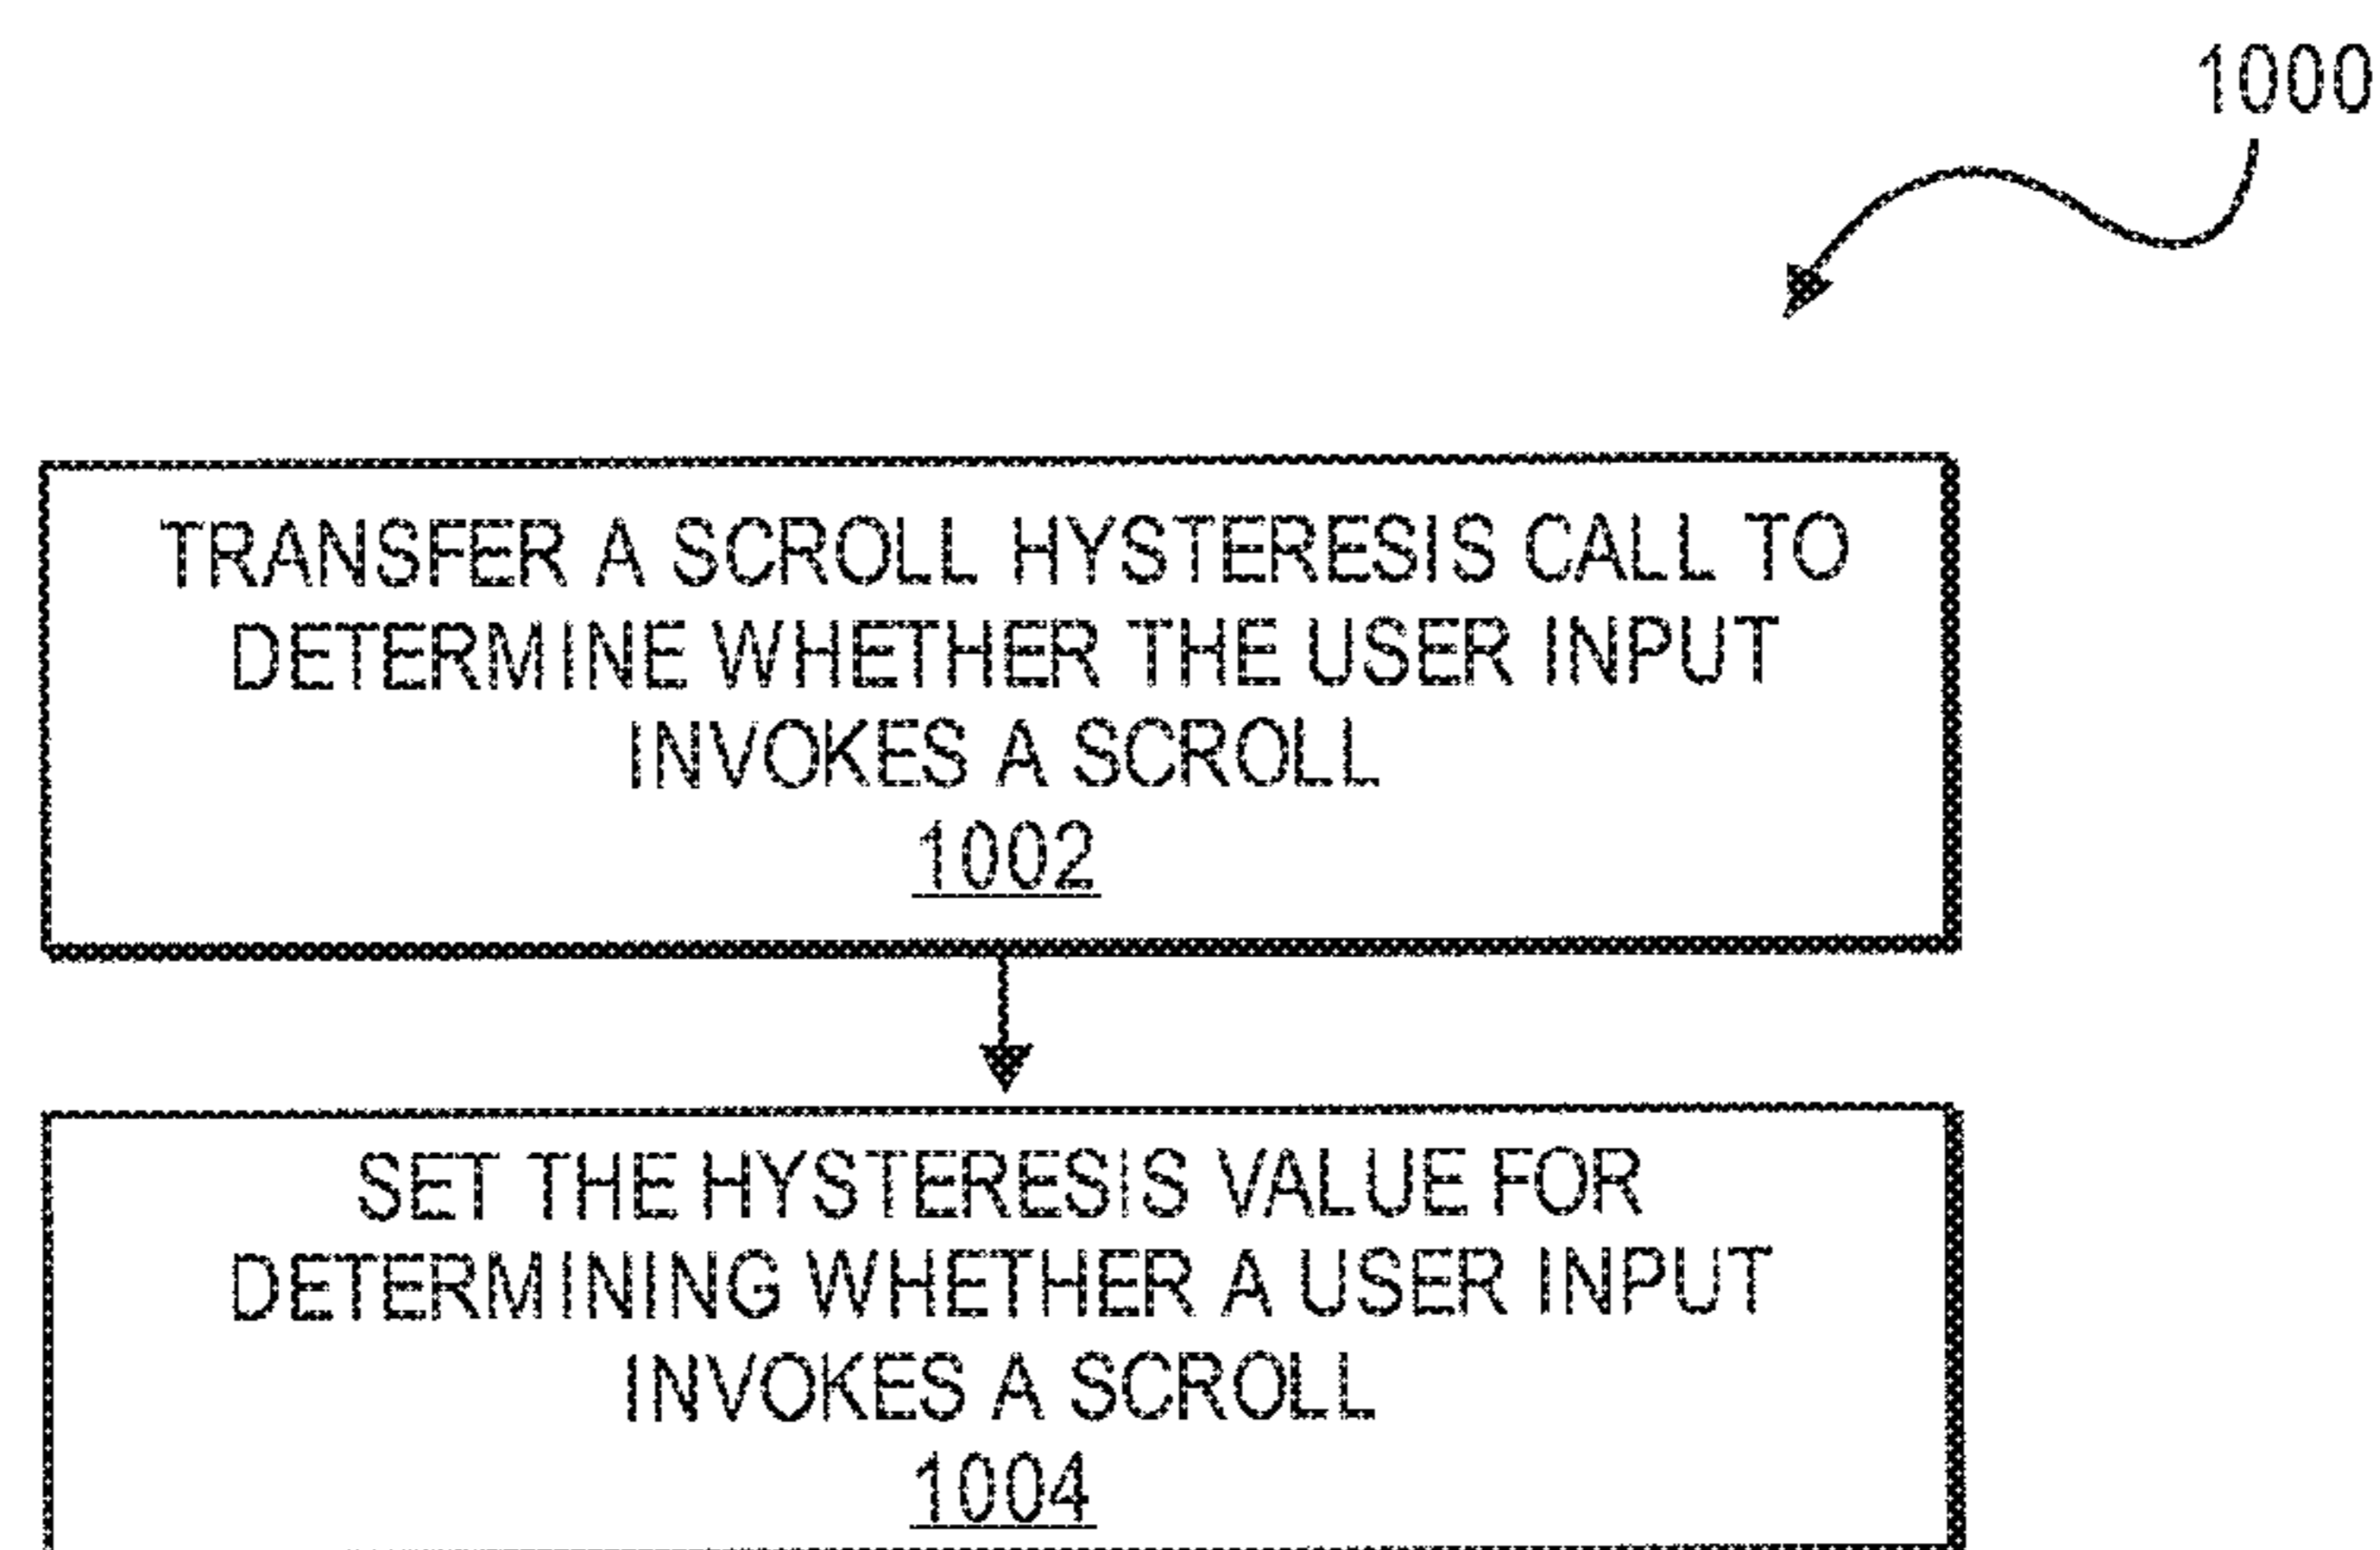 1000
TRANSFER A SCROLL HYSTERESIS CALL TO
DETERMINE WHETHER THE USER INPUT
INVOKES A SCROLL
1002
SET THE HYSTERESIS VALUE FOR
DETERMINING WHETHER A USER INPUT
INVOKES A SCROLL
1004